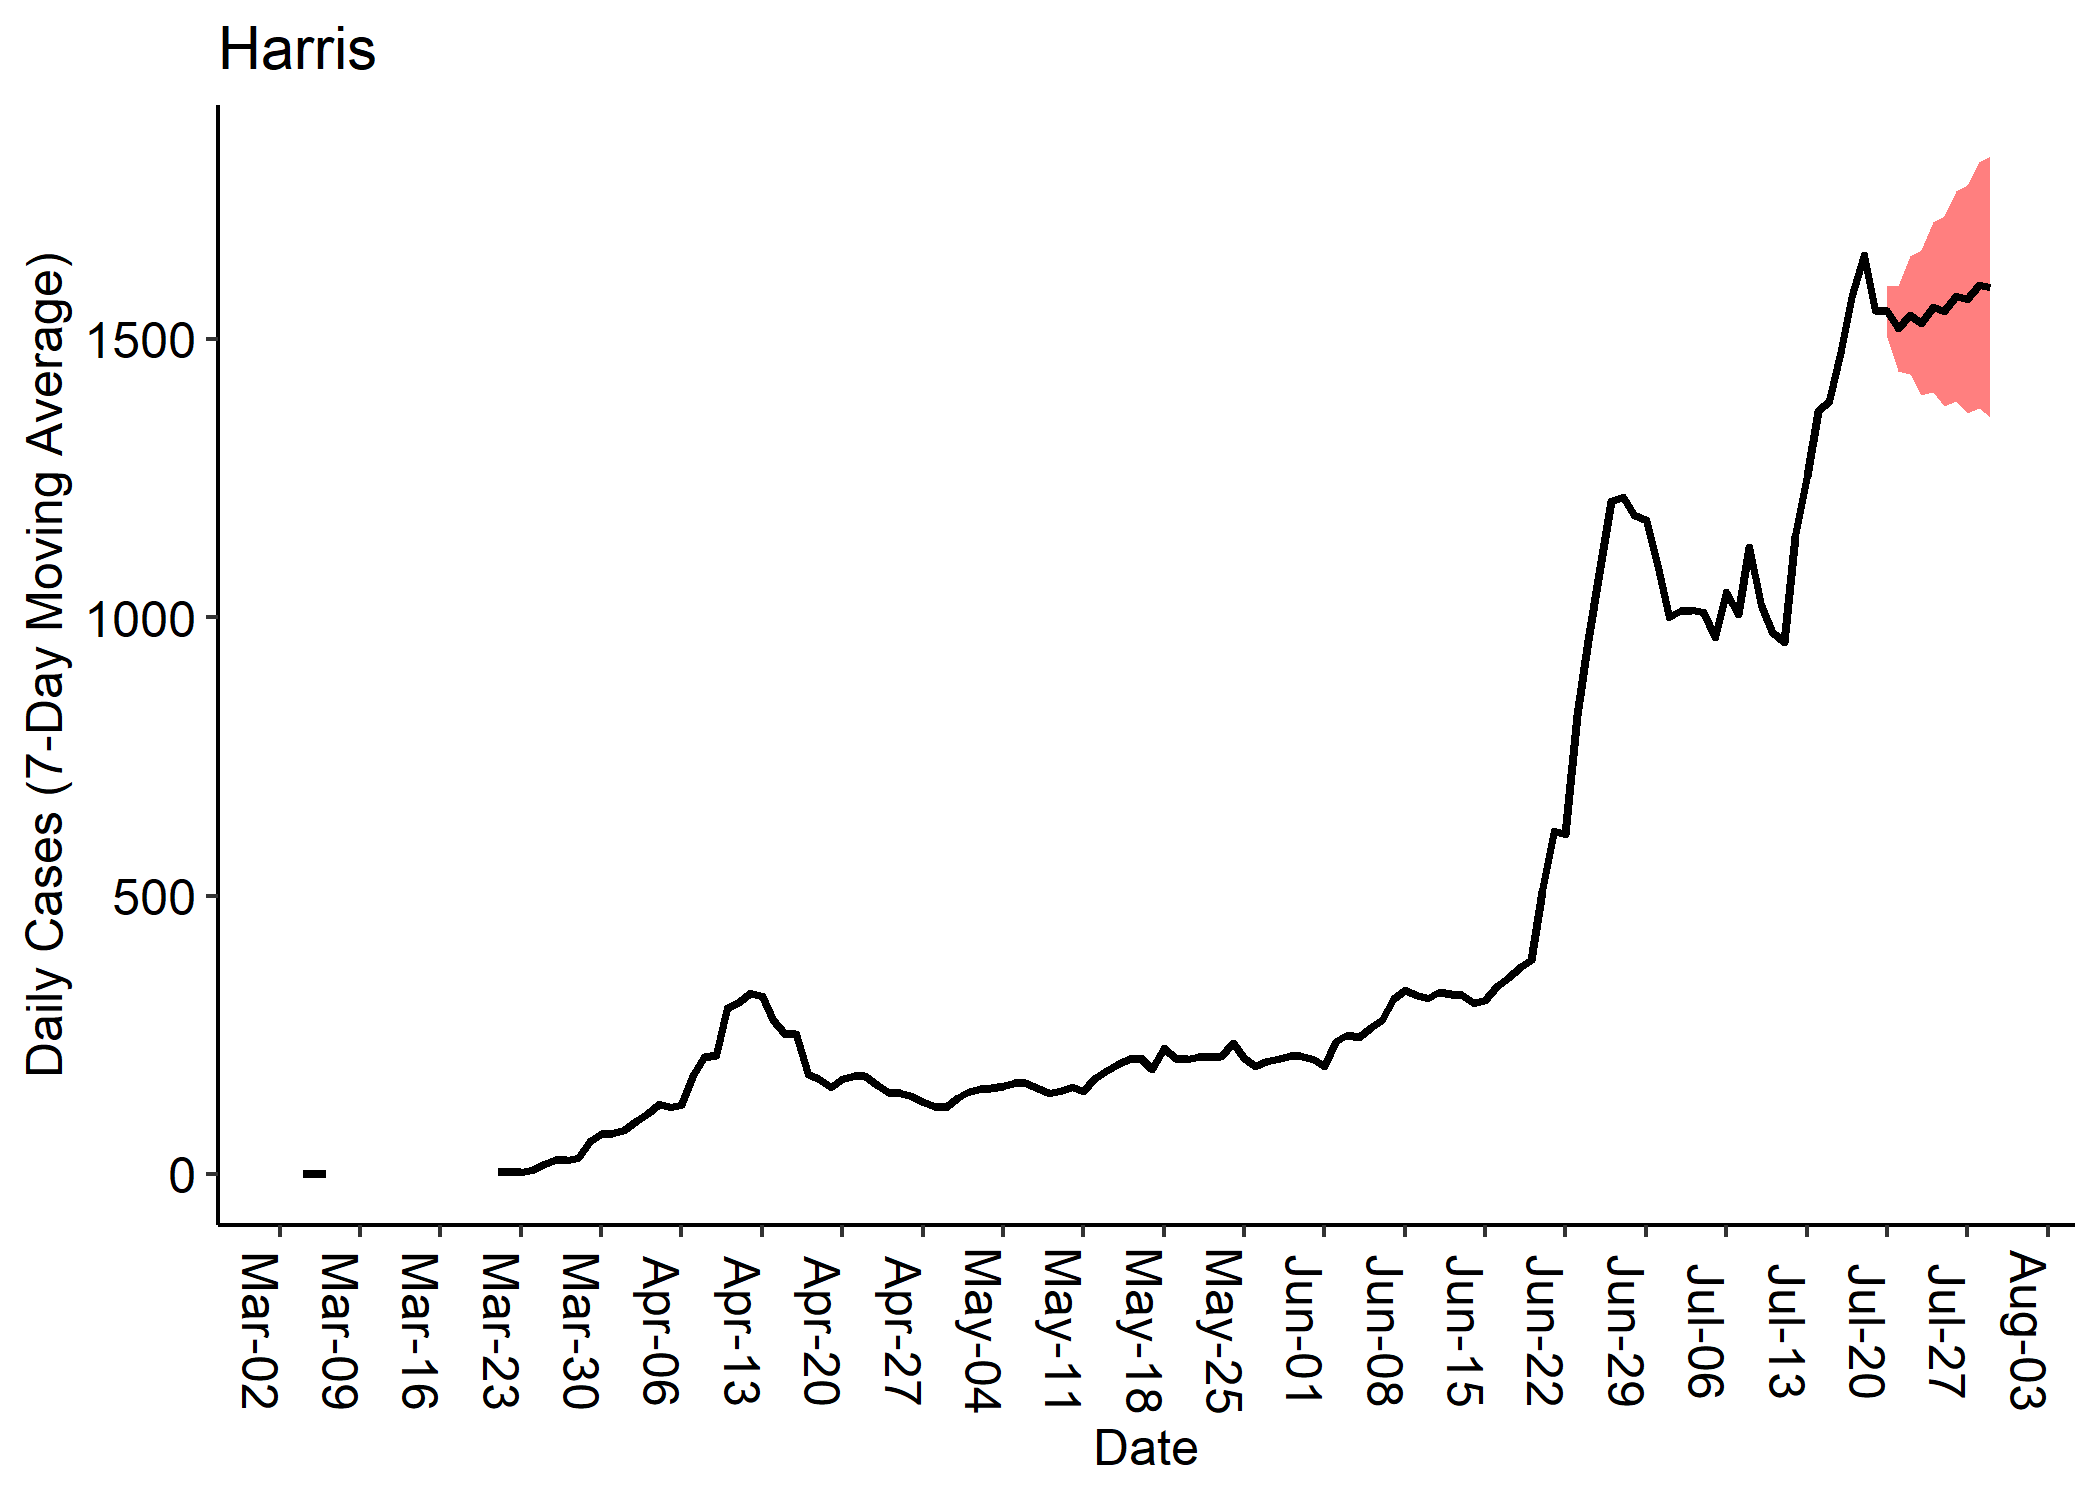 Harris
Daily Cases (7-Day Moving Average)
1500
1000
500
0
Mar-02
Mar-09
Mar-16
Mar-23
Mar-30
Apr-06
Apr-13
Apr-20
Apr-27
May-04
May-11
May-18
May-25
Jun-01
Jun-08
Jun-15
Jun-22
Jun-29
Jul-06
Jul-13
Jul-20
Jul-27
Aug-03
Date